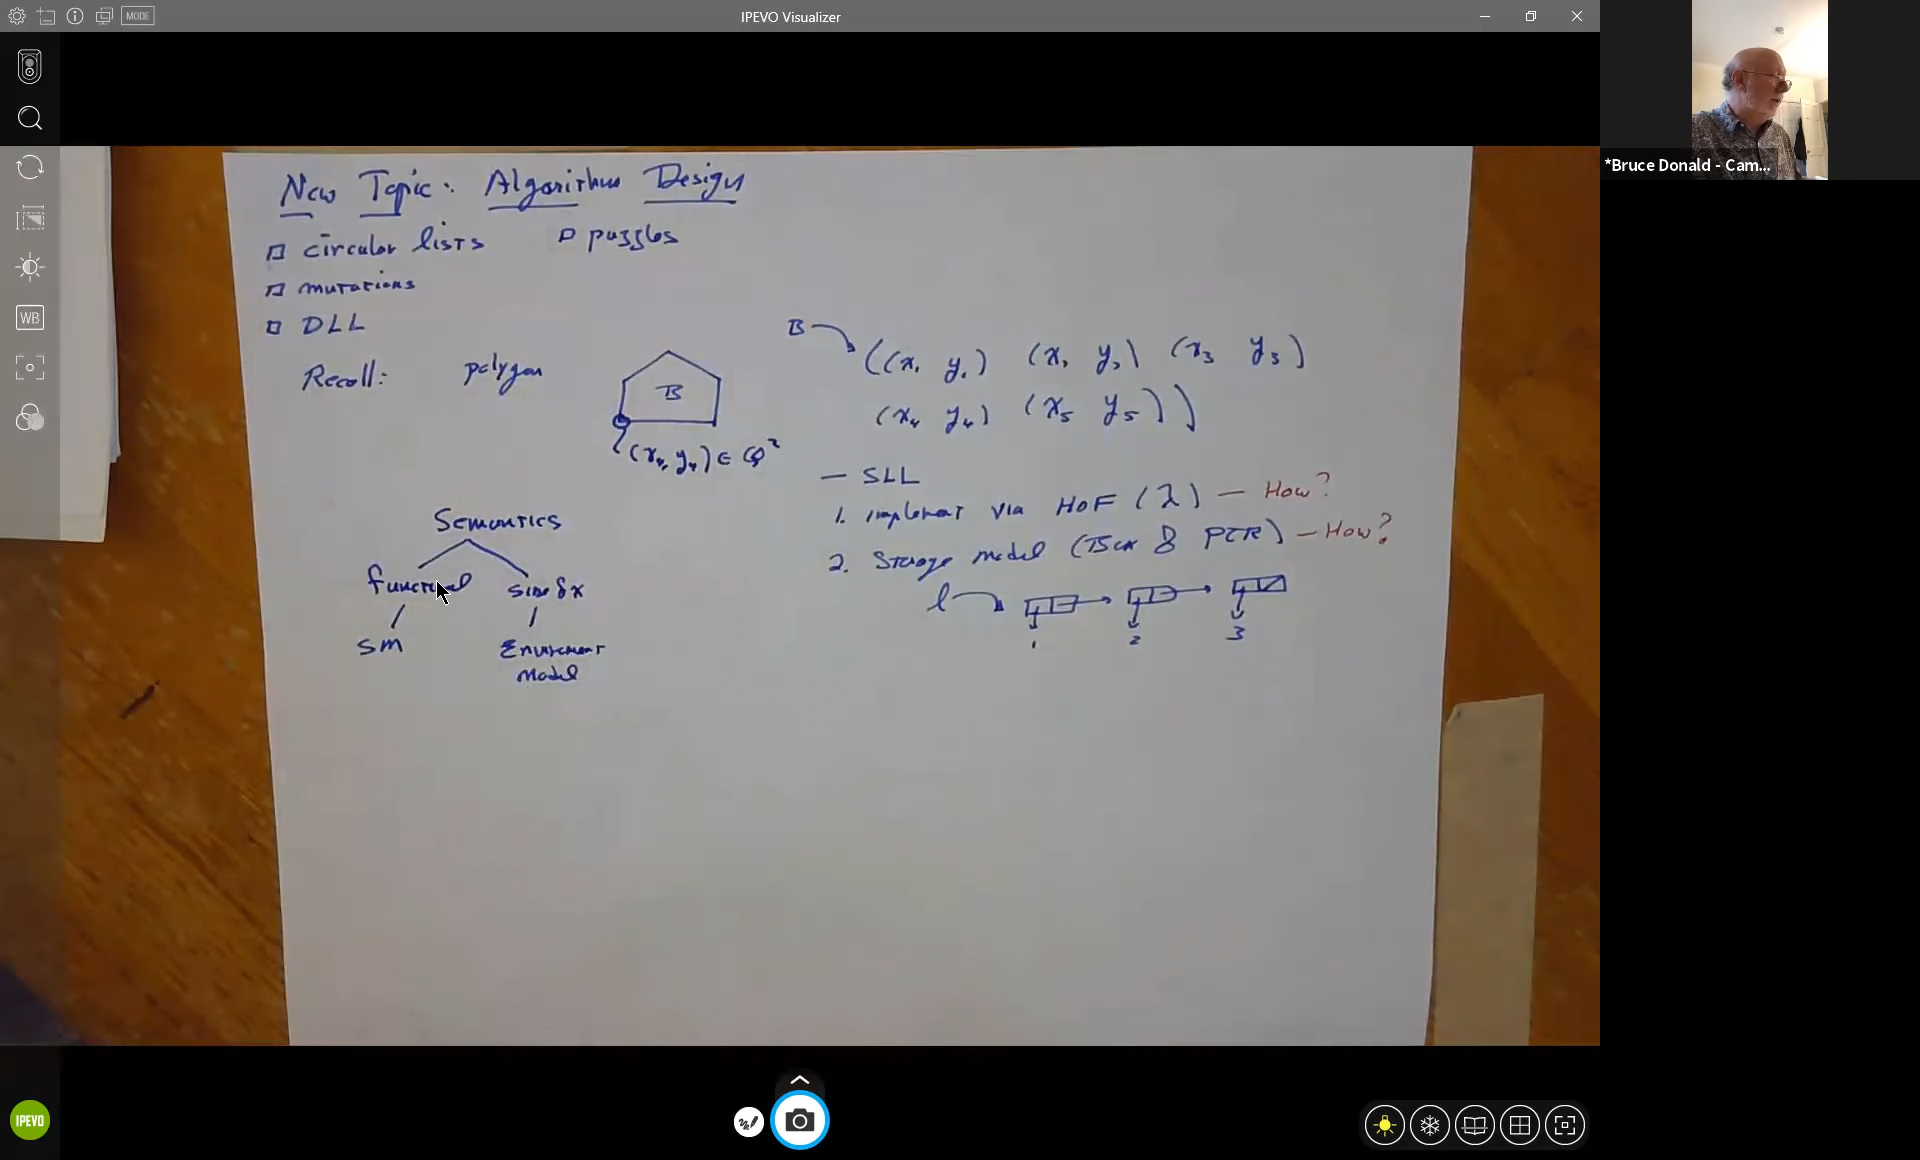 MODE
IPEVO Visualizer
*Bruce Donald - Cam...
WB
New Topic: Algorithm Design
□ circular lists □ puzzles
□ mutations
□ DLL
Recall: polygon
B
(x₄, y₄) ∈ Q²
B
((x₁ y₁) (x₂ y₂) (x₃ y₃)
(x₄ y₄) (x₅ y₅))
— SLL
1. implement via HOF (λ) — How?
2. Storage model (Box & PTR) — How?
l
1 2 3
Semantics
functional side fx
SM Environment
model
IPEVO